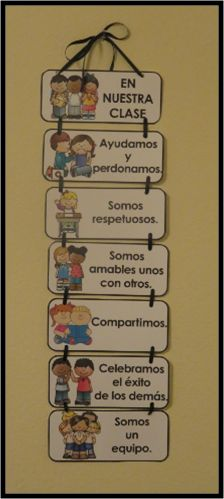 EN
NUESTRA
CLASE
Ayudamos
y
perdonamos.
Somos
respetuosos.
Somos
amables unos
con otros.
Compartimos.
Celebramos
el éxito
de los demás.
Somos
un
equipo.